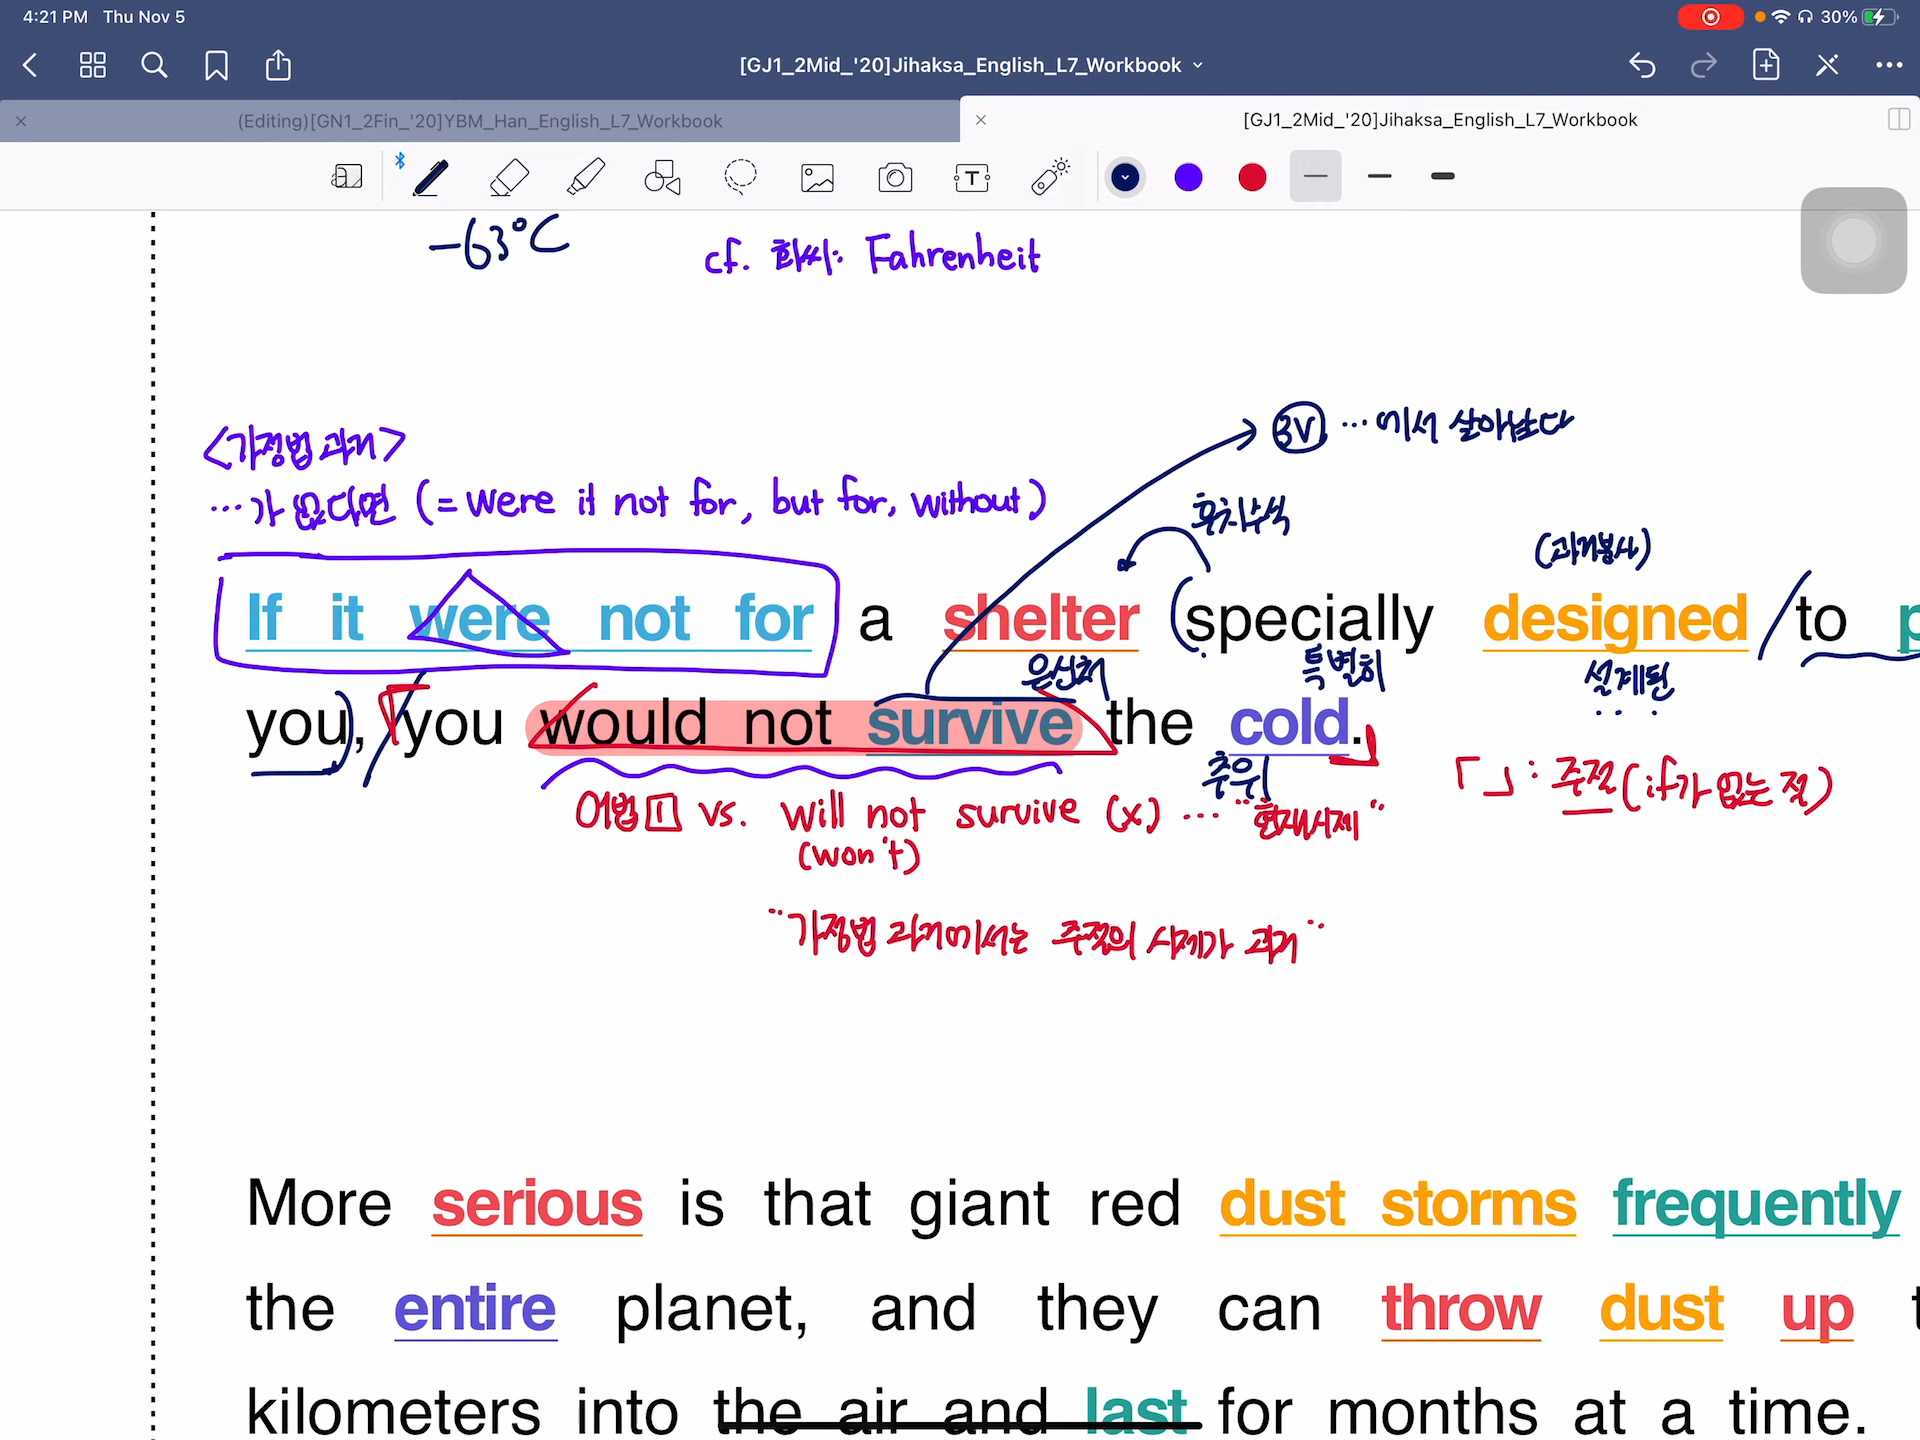 4:21 PM Thu Nov 5
30%
[GJ1_2Mid_'20]Jihaksa_English_L7_Workbook
(Editing)[GN1_2Fin_'20]YBM_Han_English_L7_Workbook
[GJ1_2Mid_'20]Jihaksa_English_L7_Workbook
-63°C
cf. 화씨: Fahrenheit
<가정법 과거>
3V …에서 살아남다
…가 없다면 (= were it not for, but for, without)
후치수식
(과거분사)
If it were not for a shelter (specially designed / to p
은신처 특별히 설계된
you), / 「you would not survive the cold.」
추위
「 」: 주절 (if가 없는 절)
어법 1 vs. will not survive (x) … "현재시제"
(won't)
"가정법 과거에서는 주절의 시제가 과거"
More serious is that giant red dust storms frequently
the entire planet, and they can throw dust up t
kilometers into the air and last for months at a time.